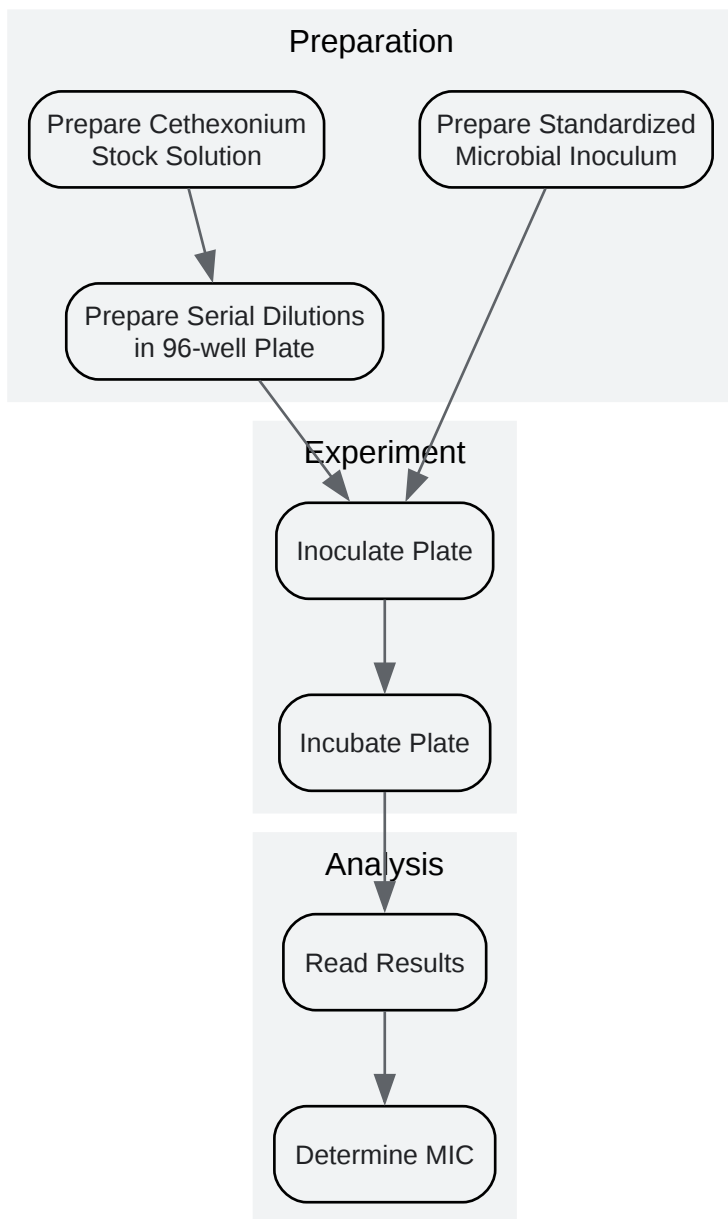 Preparation
Prepare Cethexonium
Stock Solution
Prepare Standardized
Microbial Inoculum
Prepare Serial Dilutions
in 96-well Plate
Experiment
Inoculate Plate
Incubate Plate
Analysis
Read Results
Determine MIC